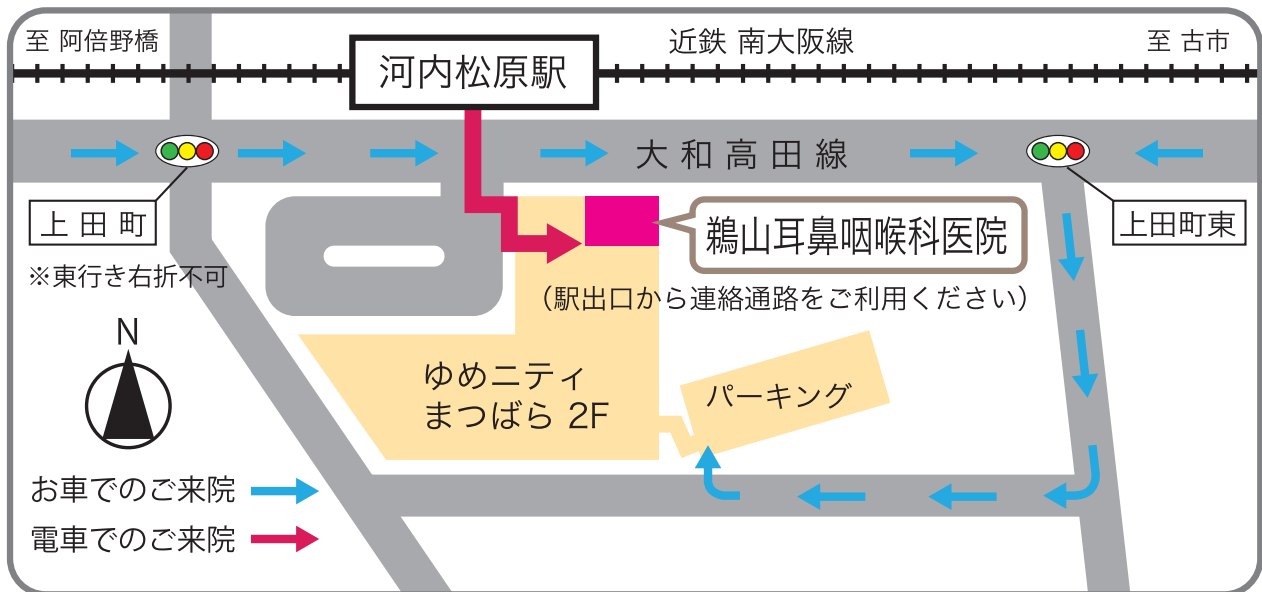 至 阿倍野橋
河内松原駅
近鉄 南大阪線
至 古市
大和高田線
上田町
※東行き右折不可
鵜山耳鼻咽喉科医院
上田町東
（駅出口から連絡通路をご利用ください）
N
ゆめニティ
まつばら 2F
パーキング
お車でのご来院
電車でのご来院